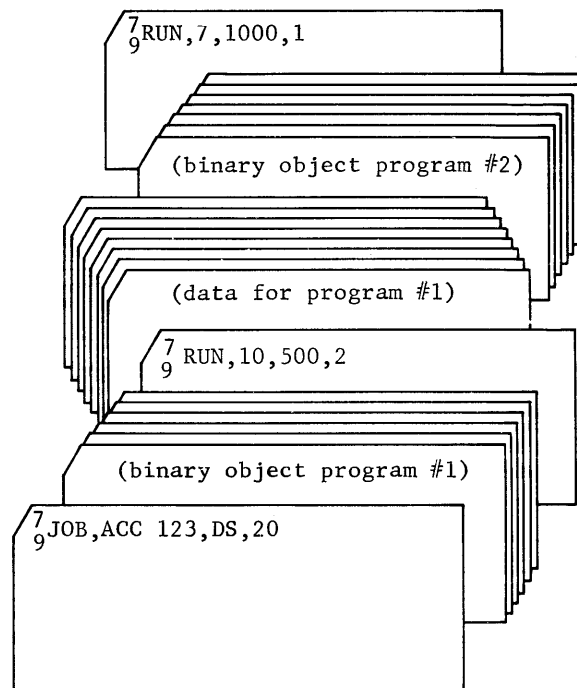 7
9RUN,7,1000,1
(binary object program #2)
(data for program #1)
7
9 RUN,10,500,2
(binary object program #1)
7
9JOB,ACC 123,DS,20